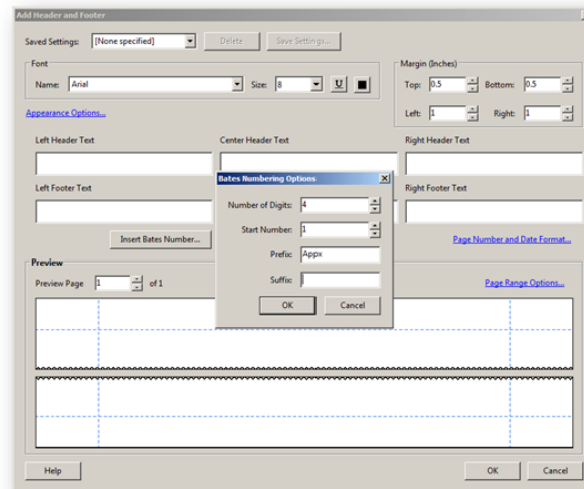 Add Header and Footer
Saved Settings: [None specified] Delete Save Settings...
Font
Name: Arial Size: 8 U
Margin (Inches)
Top: 0.5 Bottom: 0.5
Left: 1 Right: 1
Appearance Options...
Left Header Text Center Header Text Right Header Text
Left Footer Text Right Footer Text
Bates Numbering Options
Number of Digits: 4
Start Number: 1
Prefix: Appx
Suffix:
OK Cancel
Insert Bates Number... Page Number and Date Format...
Preview
Preview Page 1 of 1 Page Range Options...
Help OK Cancel